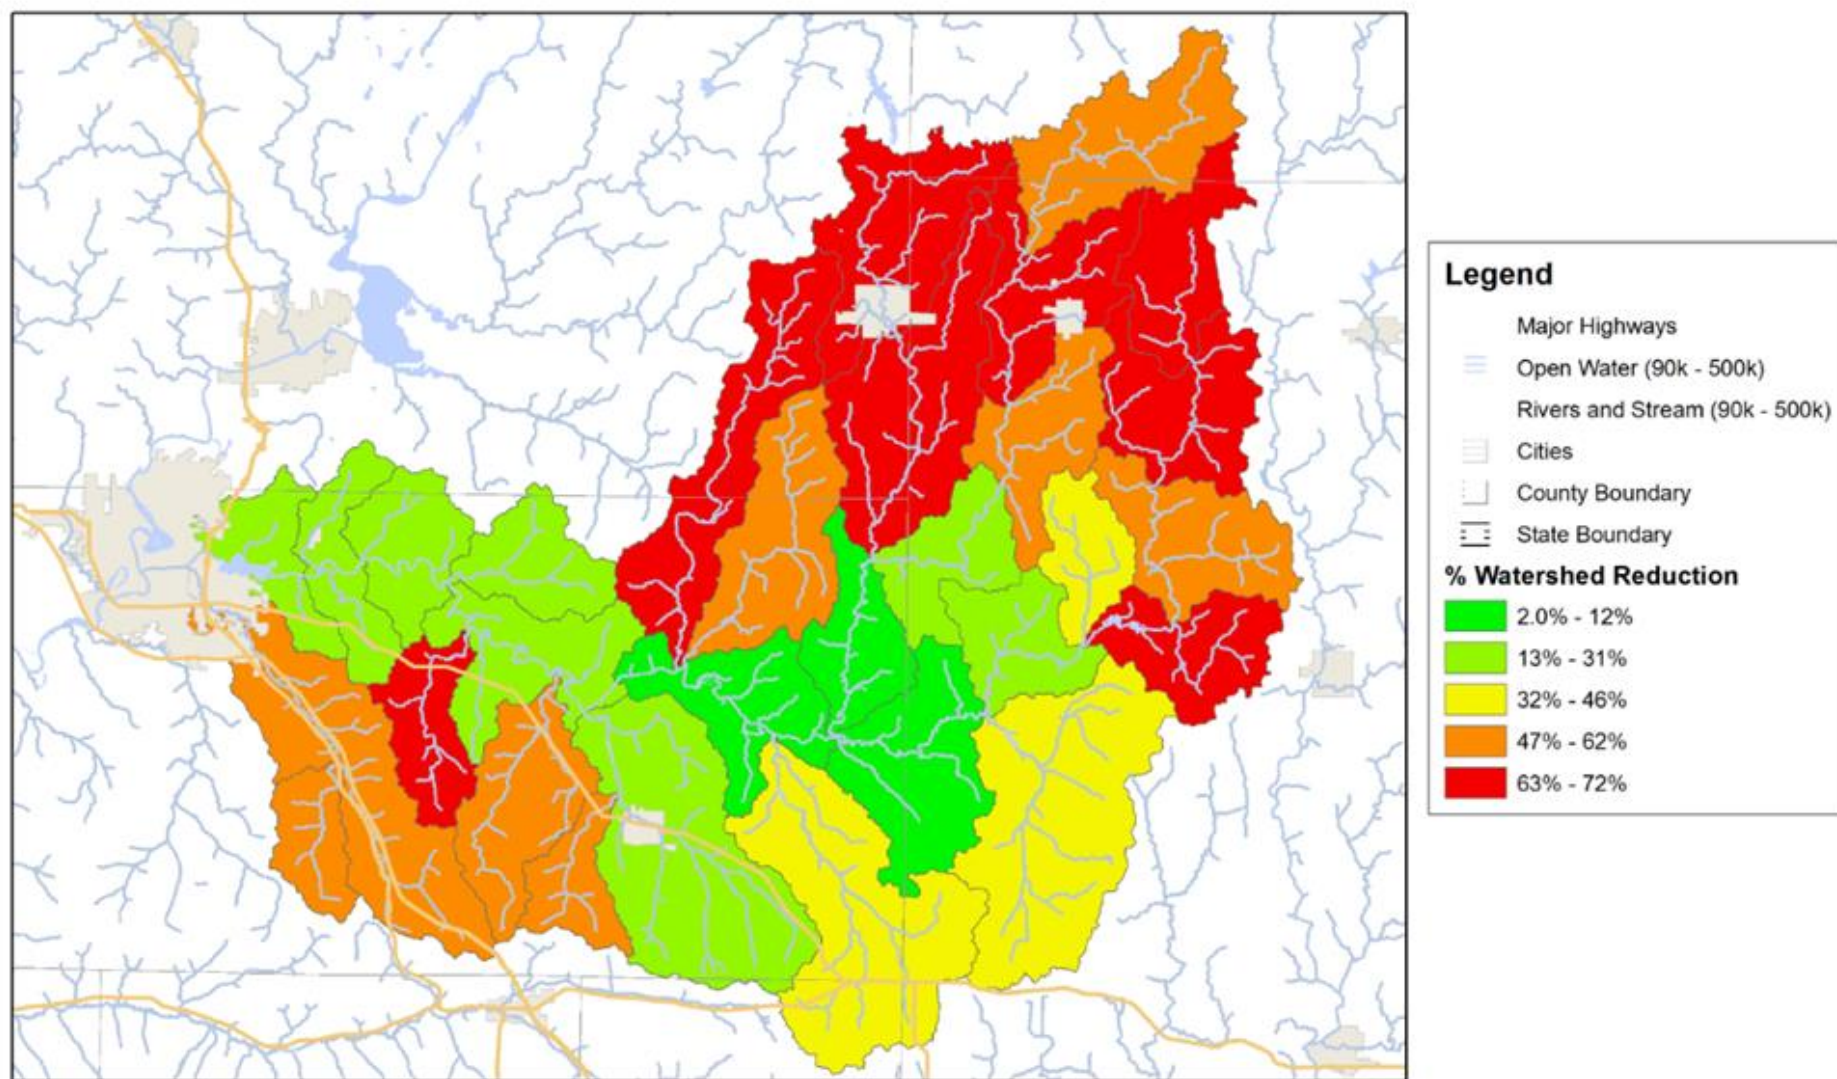 Legend
Major Highways
Open Water (90k - 500k)
Rivers and Stream (90k - 500k)
Cities
County Boundary
State Boundary
% Watershed Reduction
2.0% - 12%
13% - 31%
32% - 46%
47% - 62%
63% - 72%